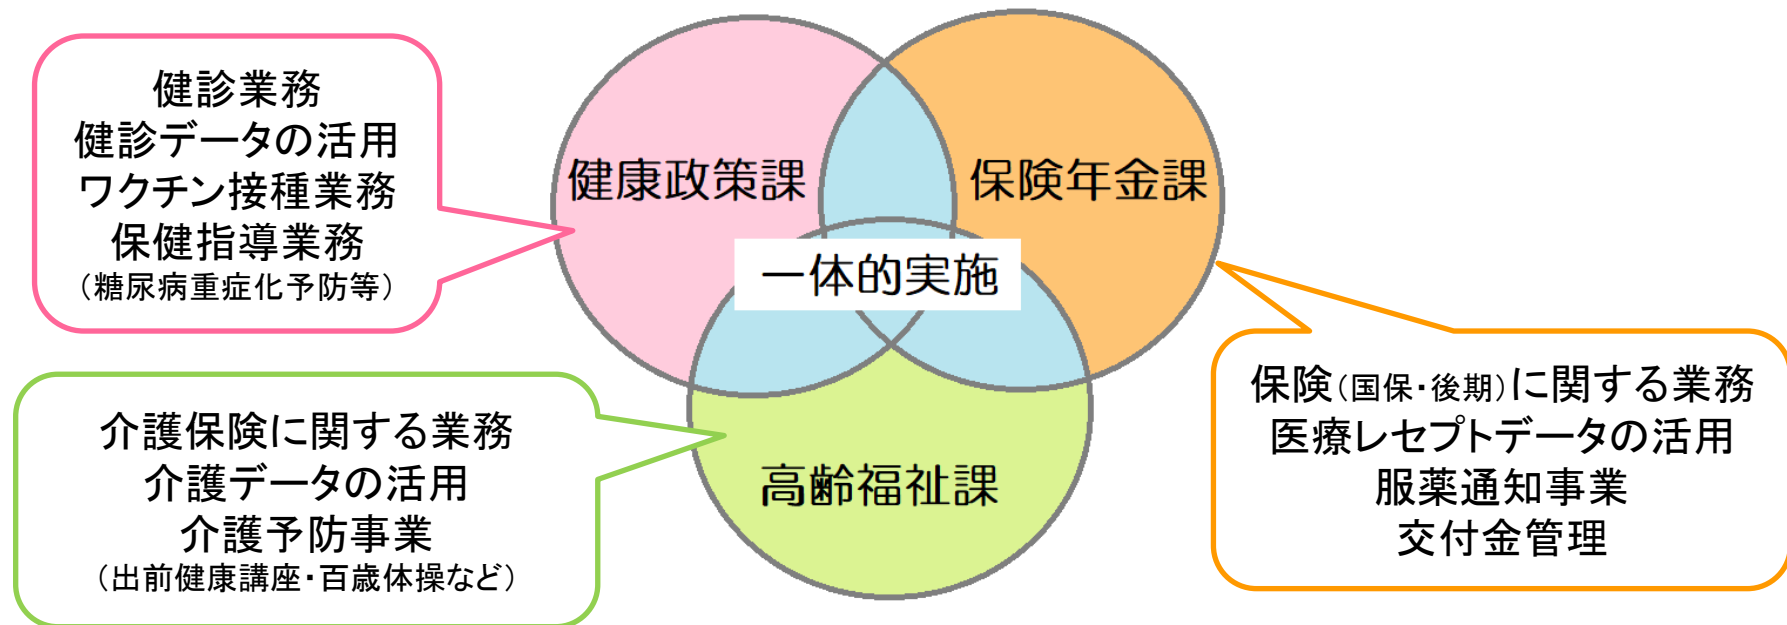 健診業務
健診データの活用
ワクチン接種業務
保健指導業務
（糖尿病重症化予防等）
健康政策課
保険年金課
一体的実施
高齢福祉課
介護保険に関する業務
介護データの活用
介護予防事業
（出前健康講座・百歳体操など）
保険（国保・後期）に関する業務
医療レセプトデータの活用
服薬通知事業
交付金管理